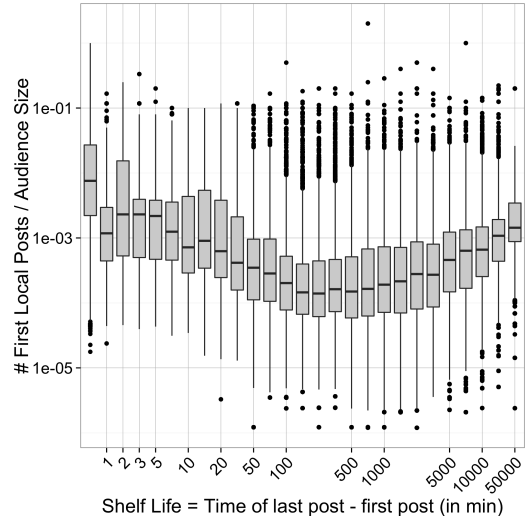 # First Local Posts / Audience Size
1e-01
1e-03
1e-05
1 2 3 5 10 20 50 100 500 1000 5000 10000 50000
Shelf Life = Time of last post - first post (in min)